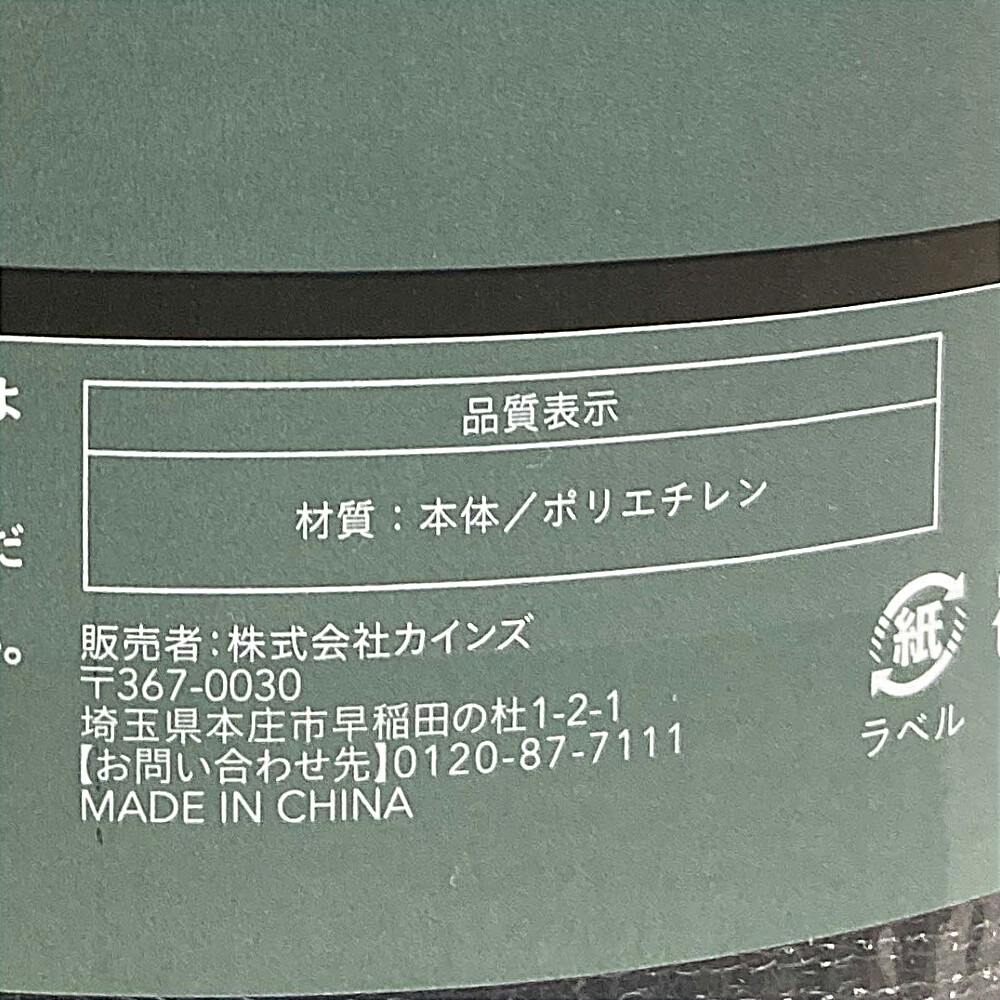 品質表示
材質：本体／ポリエチレン
販売者：株式会社カインズ
〒367-0030
埼玉県本庄市早稲田の杜1-2-1
【お問い合わせ先】0120-87-7111
MADE IN CHINA
紙
ラベル
よ
だ
。